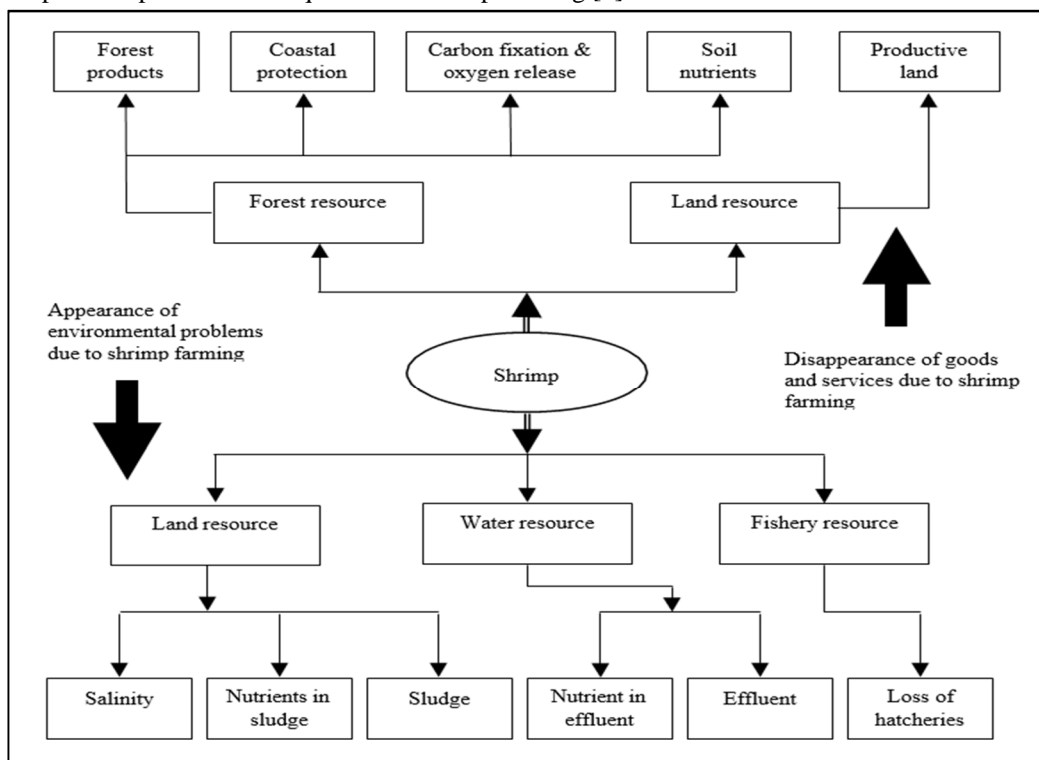 Forest
products
Coastal
protection
Carbon fixation &
oxygen release
Soil
nutrients
Productive
land
Forest resource
Land resource
Appearance of
environmental problems
due to shrimp farming
Shrimp
Disappearance of goods
and services due to shrimp
farming
Land resource
Water resource
Fishery resource
Salinity
Nutrients in
sludge
Sludge
Nutrient in
effluent
Effluent
Loss of
hatcheries